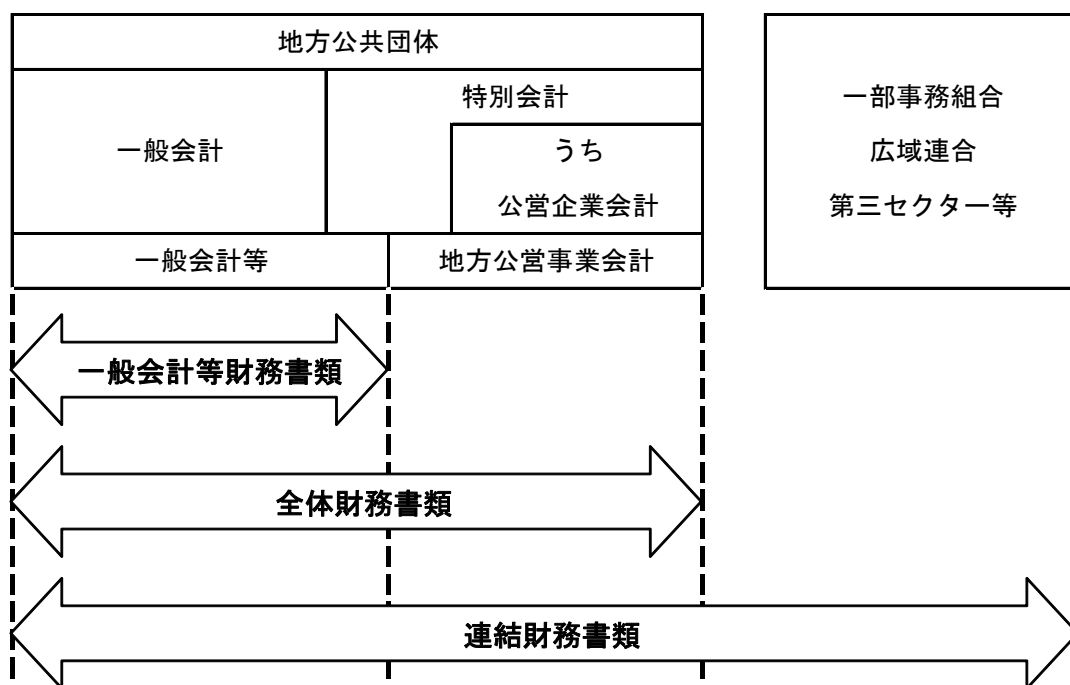 地方公共団体
一般会計
特別会計
うち
公営企業会計
一般会計等
地方公営事業会計
一部事務組合
広域連合
第三セクター等
一般会計等財務書類
全体財務書類
連結財務書類